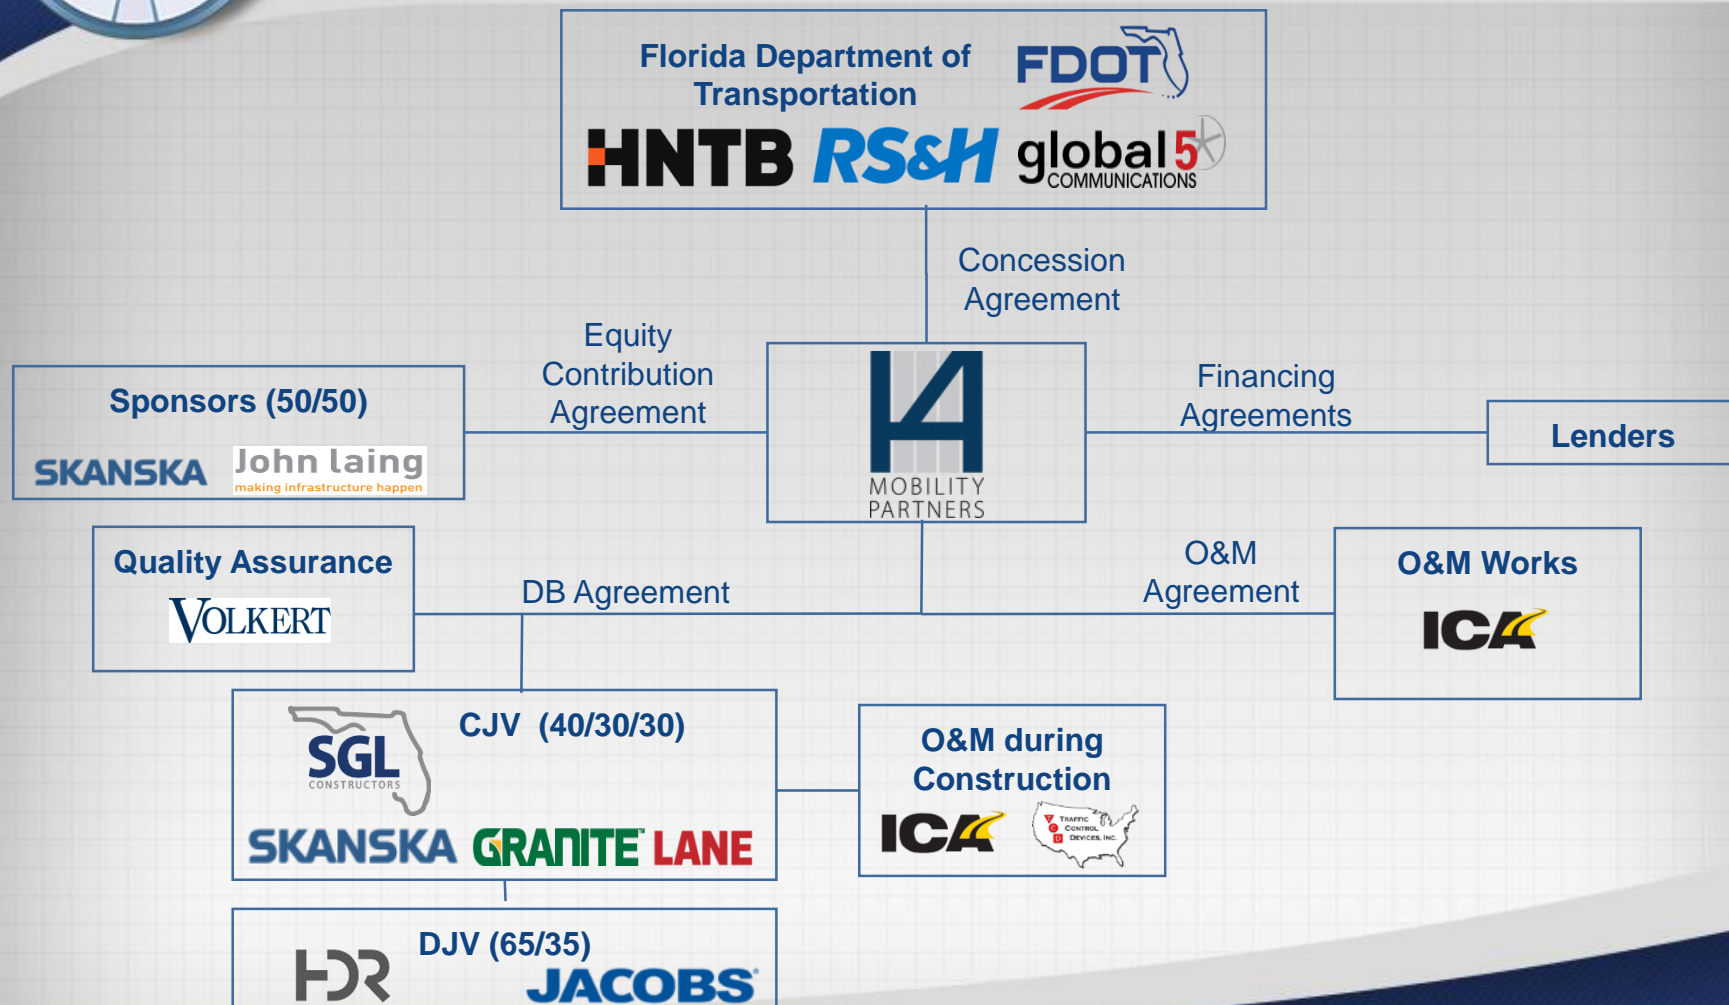 Florida Department of
Transportation
FDOT
HNTB RS&H global 5
COMMUNICATIONS
Concession
Agreement
Equity
Contribution
Agreement
Financing
Agreements
Sponsors (50/50)
SKANSKA John laing
making infrastructure happen
I4
MOBILITY
PARTNERS
Lenders
Quality Assurance
VOLKERT
DB Agreement
O&M
Agreement
O&M Works
ICA
CJV (40/30/30)
SGL
CONSTRUCTORS
SKANSKA GRANITE LANE
O&M during
Construction
ICA
TRAFFIC
CONTROL
DEVICES, INC.
T
C
D
DJV (65/35)
HDR JACOBS